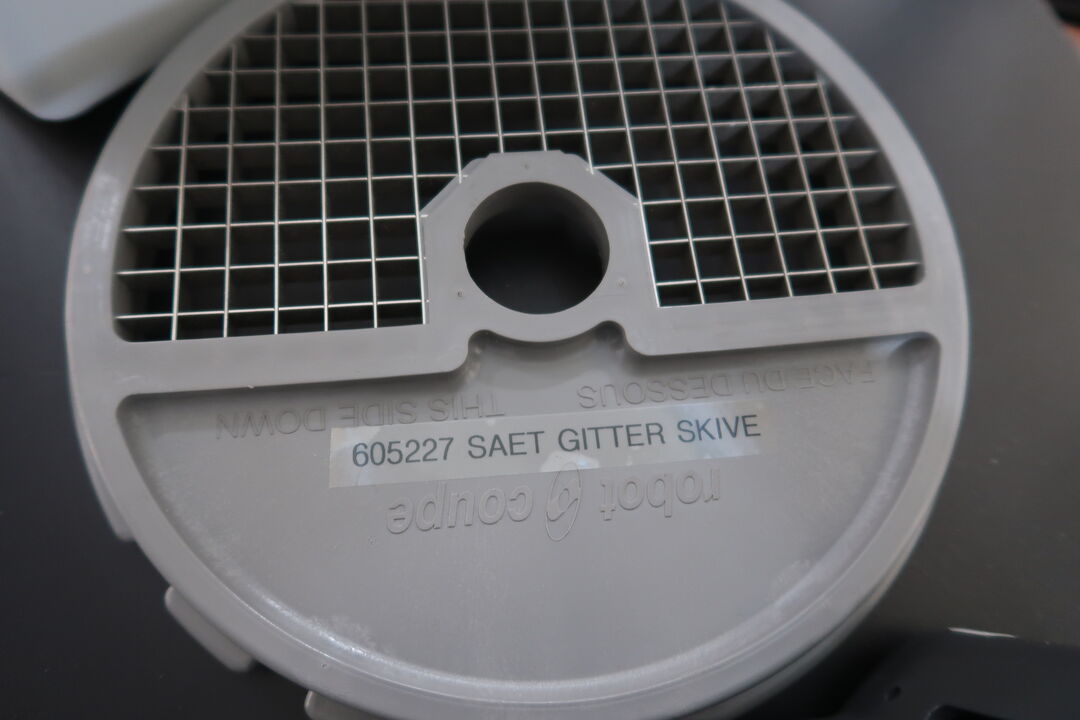 FACE DU DESSOUS
THIS SIDE DOWN
605227 SAET GITTER SKIVE
robot coupe